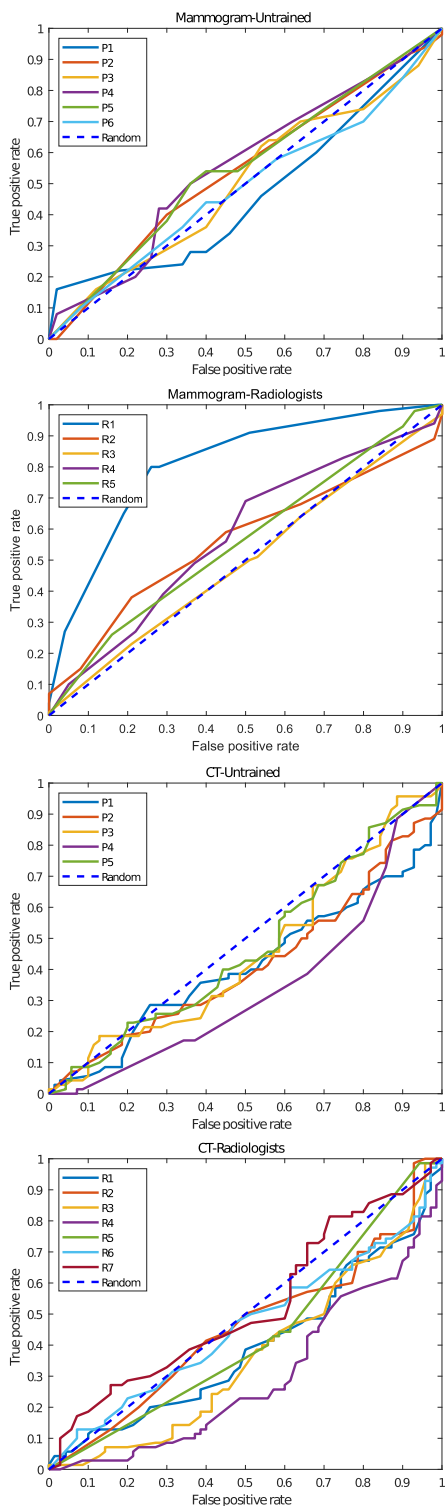 Mammogram-Untrained
1
0.9
0.8
0.7
0.6
0.5
0.4
0.3
0.2
0.1
0
True positive rate
P1
P2
P3
P4
P5
P6
Random
0 0.1 0.2 0.3 0.4 0.5 0.6 0.7 0.8 0.9 1
False positive rate
Mammogram-Radiologists
1
0.9
0.8
0.7
0.6
0.5
0.4
0.3
0.2
0.1
0
True positive rate
R1
R2
R3
R4
R5
Random
0 0.1 0.2 0.3 0.4 0.5 0.6 0.7 0.8 0.9 1
False positive rate
CT-Untrained
1
0.9
0.8
0.7
0.6
0.5
0.4
0.3
0.2
0.1
0
True positive rate
P1
P2
P3
P4
P5
Random
0 0.1 0.2 0.3 0.4 0.5 0.6 0.7 0.8 0.9 1
False positive rate
CT-Radiologists
1
0.9
0.8
0.7
0.6
0.5
0.4
0.3
0.2
0.1
0
True positive rate
R1
R2
R3
R4
R5
R6
R7
Random
0 0.1 0.2 0.3 0.4 0.5 0.6 0.7 0.8 0.9 1
False positive rate